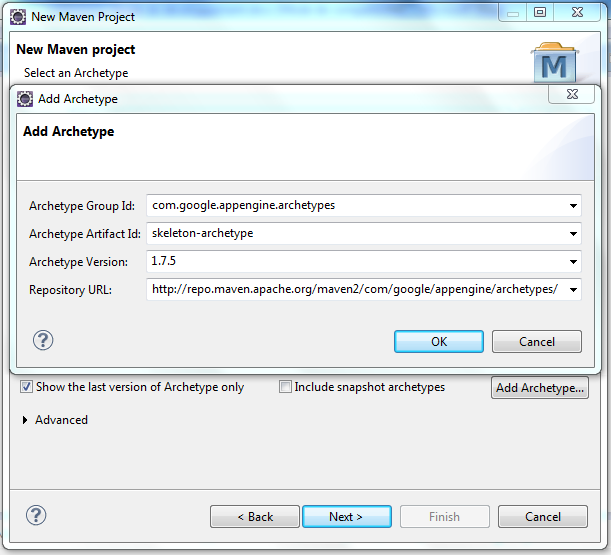 New Maven Project
New Maven project
Select an Archetype
M
Add Archetype
Add Archetype
Archetype Group Id: com.google.appengine.archetypes
Archetype Artifact Id: skeleton-archetype
Archetype Version: 1.7.5
Repository URL: http://repo.maven.apache.org/maven2/com/google/appengine/archetypes/
? OK Cancel
Show the last version of Archetype only Include snapshot archetypes Add Archetype...
Advanced
? < Back Next > Finish Cancel